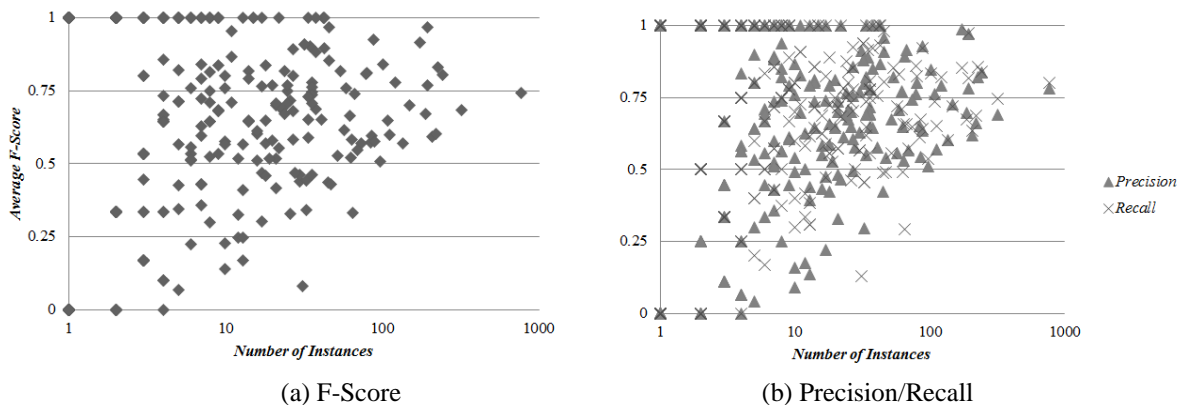 1
0.75
0.5
0.25
0
Average F-Score
1 10 100 1000
Number of Instances
(a) F-Score
1
0.75
0.5
0.25
0
1 10 100 1000
Number of Instances
Precision
Recall
(b) Precision/Recall